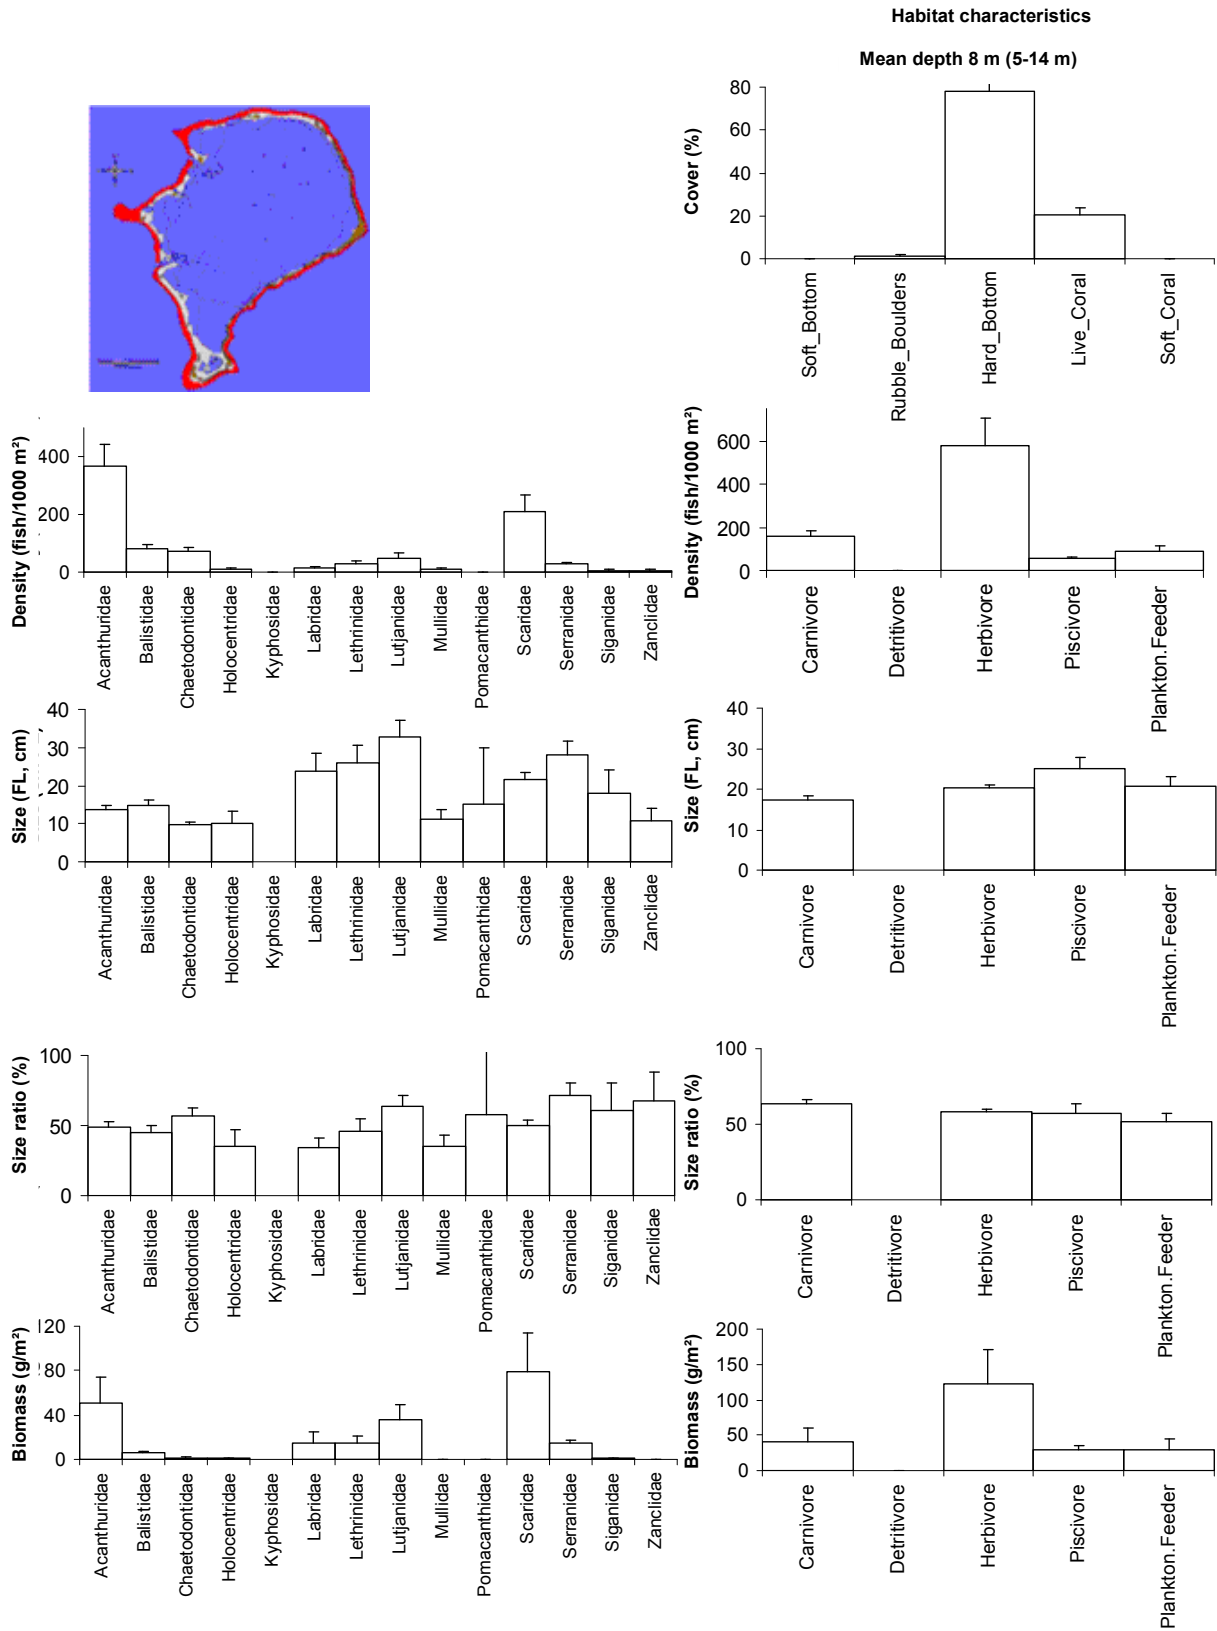 Habitat characteristics
Mean depth 8 m (5-14 m)
Cover (%)
80
60
40
20
0
Soft_Bottom
Rubble_Boulders
Hard_Bottom
Live_Coral
Soft_Coral
Density (fish/1000 m²)
400
200
0
Acanthuridae
Balistidae
Chaetodontidae
Holocentridae
Kyphosidae
Labridae
Lethrinidae
Lutjanidae
Mullidae
Pomacanthidae
Scaridae
Serranidae
Siganidae
Zanclidae
Density (fish/1000 m²)
600
400
200
0
Carnivore
Detritivore
Herbivore
Piscivore
Plankton.Feeder
Size (FL, cm)
40
30
20
10
0
Acanthuridae
Balistidae
Chaetodontidae
Holocentridae
Kyphosidae
Labridae
Lethrinidae
Lutjanidae
Mullidae
Pomacanthidae
Scaridae
Serranidae
Siganidae
Zanclidae
Size (FL, cm)
40
30
20
10
0
Carnivore
Detritivore
Herbivore
Piscivore
Plankton.Feeder
Size ratio (%)
100
50
0
Acanthuridae
Balistidae
Chaetodontidae
Holocentridae
Kyphosidae
Labridae
Lethrinidae
Lutjanidae
Mullidae
Pomacanthidae
Scaridae
Serranidae
Siganidae
Zanclidae
Size ratio (%)
100
50
0
Carnivore
Detritivore
Herbivore
Piscivore
Plankton.Feeder
Biomass (g/m²)
120
80
40
0
Acanthuridae
Balistidae
Chaetodontidae
Holocentridae
Kyphosidae
Labridae
Lethrinidae
Lutjanidae
Mullidae
Pomacanthidae
Scaridae
Serranidae
Siganidae
Zanclidae
Biomass (g/m²)
200
150
100
50
0
Carnivore
Detritivore
Herbivore
Piscivore
Plankton.Feeder